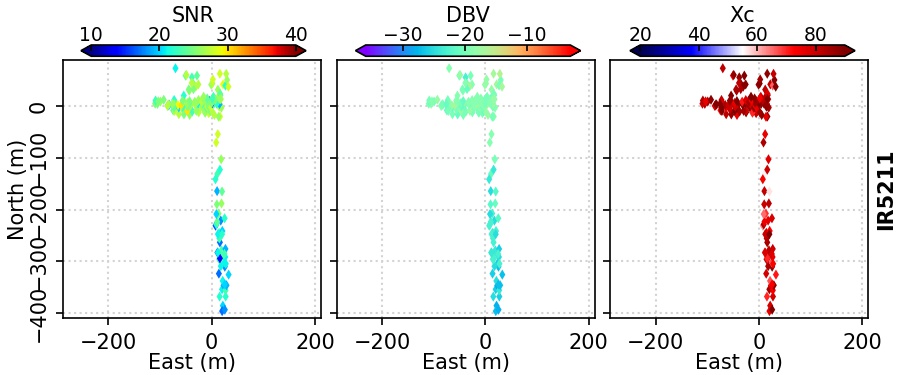 SNR DBV Xc
10 20 30 40 −30 −20 −10 20 40 60 80
0
−100
−200
−300
−400
North (m)
IR5211
−200 0 200 −200 0 200 −200 0 200
East (m) East (m) East (m)